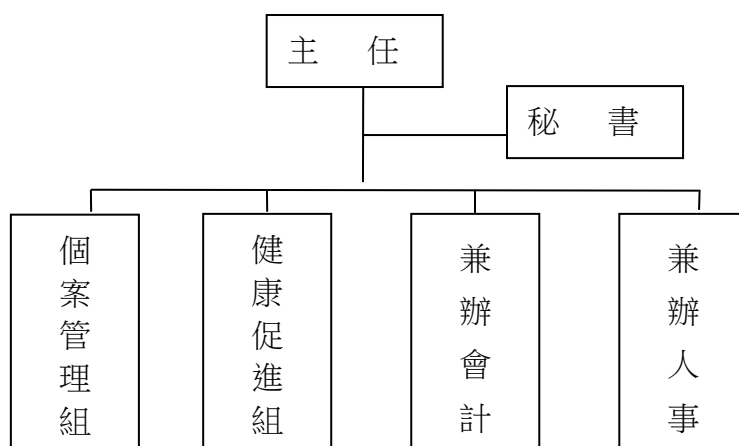 主 任
秘 書
個案管理組
健康促進組
兼辦會計
兼辦人事